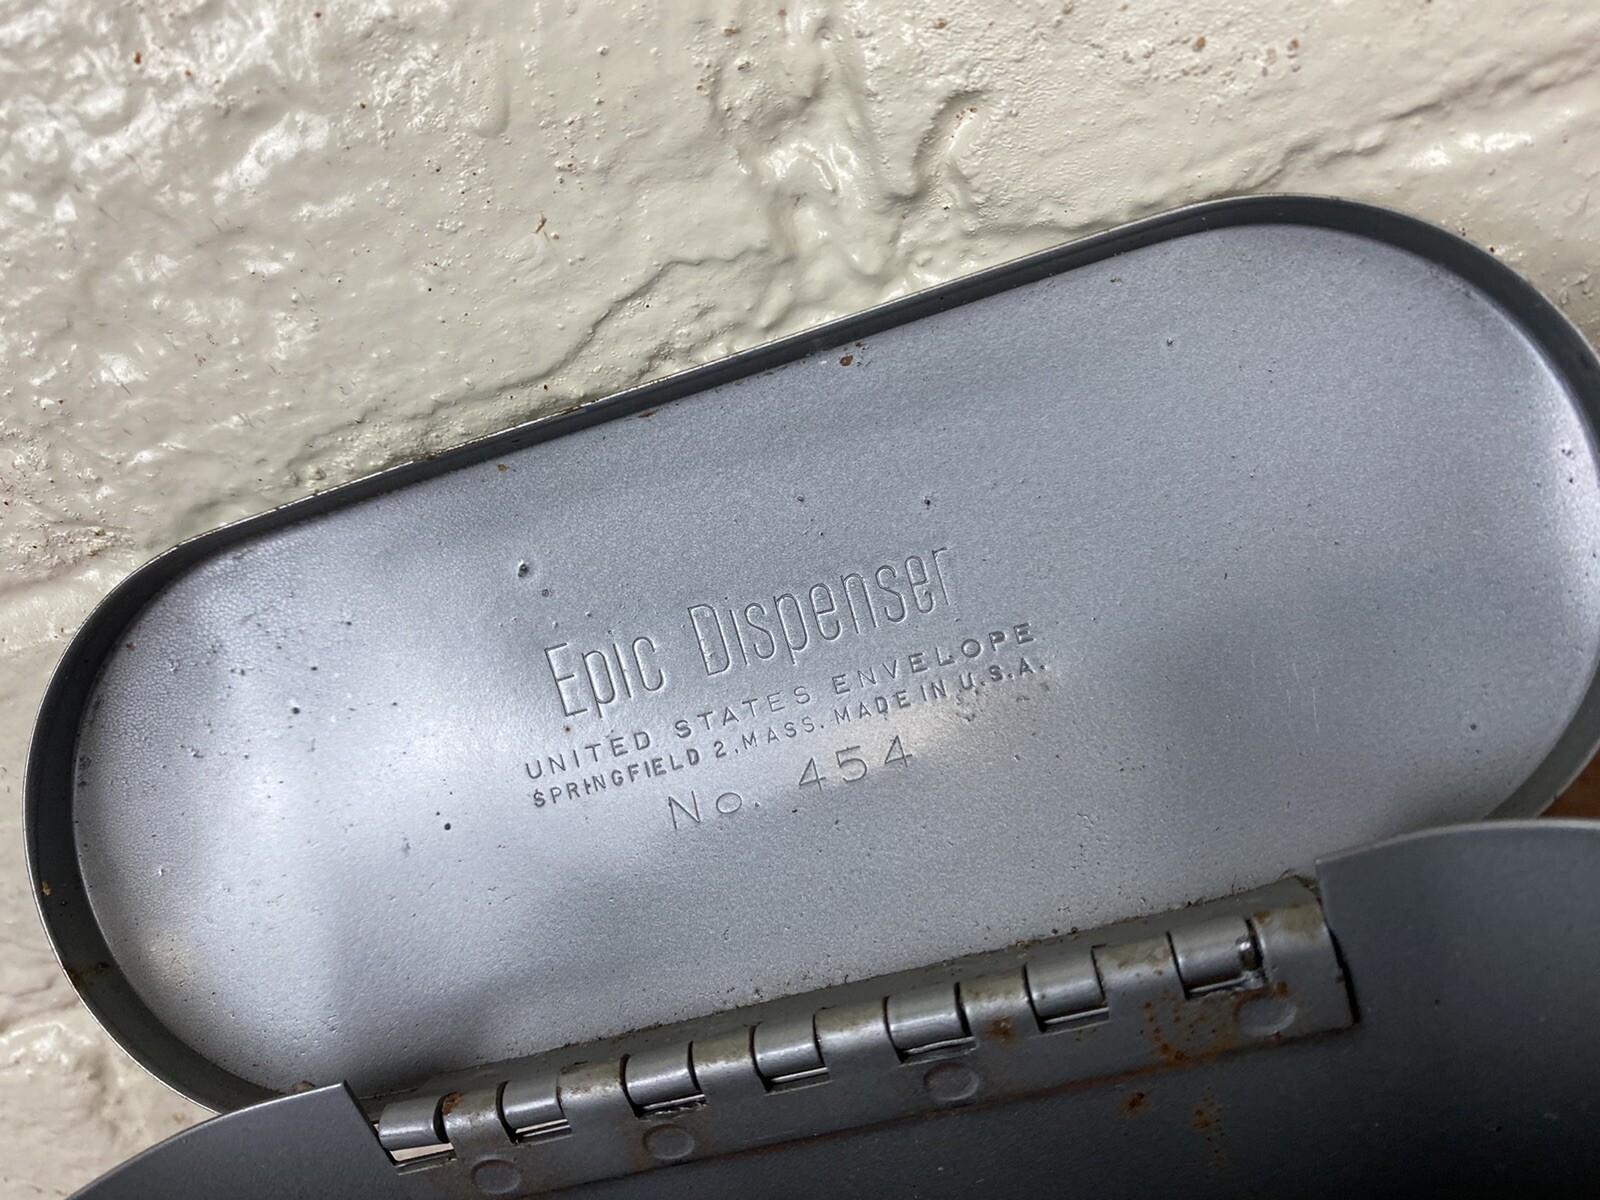 Epic Dispenser
UNITED STATES ENVELOPE
SPRINGFIELD 2, MASS. MADE IN U.S.A.
No. 454